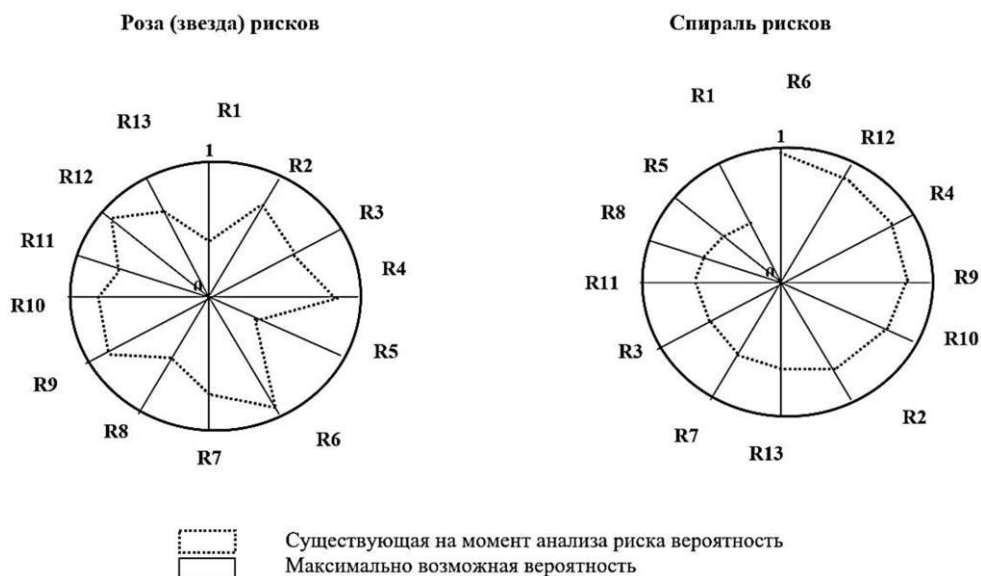 Роза (звезда) рисков
R1
R2
R3
R4
R5
R6
R7
R8
R9
R10
R11
R12
R13
1
0
Спираль рисков
R6
R12
R4
R9
R10
R2
R13
R7
R3
R11
R8
R5
R1
1
0
Существующая на момент анализа риска вероятность
Максимально возможная вероятность